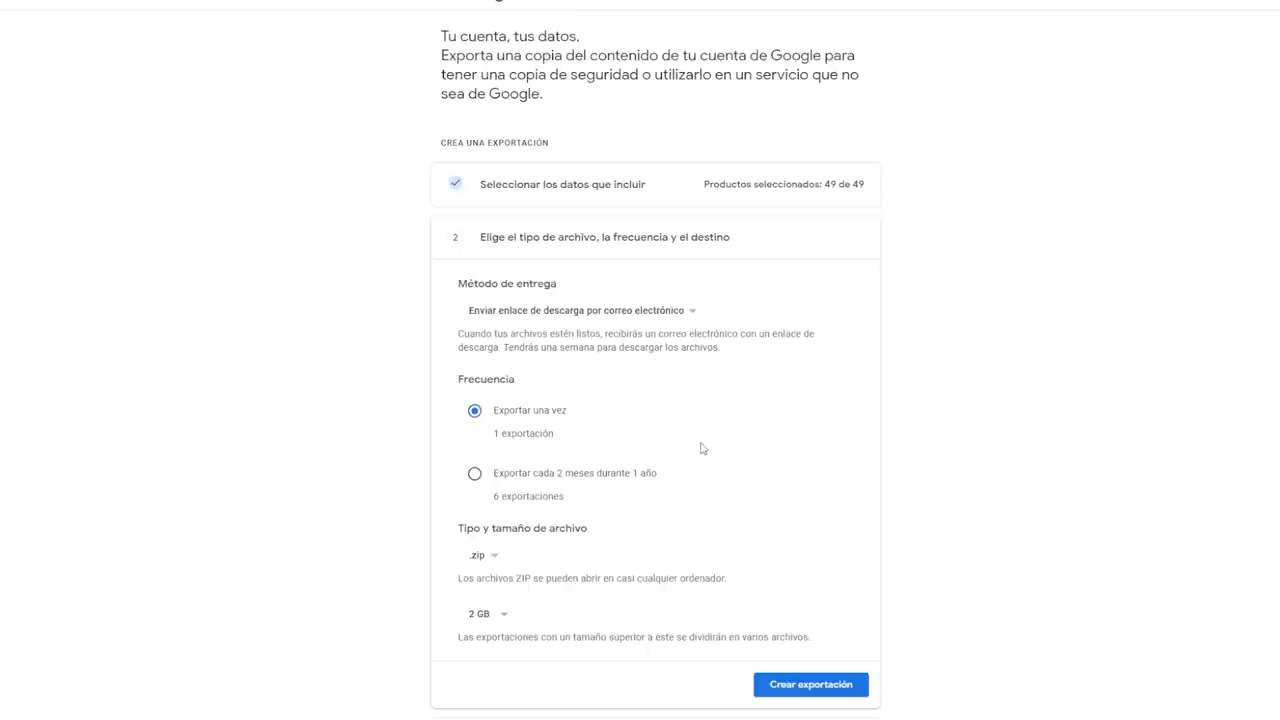 Tu cuenta, tus datos.
Exporta una copia del contenido de tu cuenta de Google para
tener una copia de seguridad o utilizarlo en un servicio que no
sea de Google.
CREA UNA EXPORTACIÓN
Seleccionar los datos que incluir Productos seleccionados: 49 de 49
2 Elige el tipo de archivo, la frecuencia y el destino
Método de entrega
Enviar enlace de descarga por correo electrónico
Cuando tus archivos estén listos, recibirás un correo electrónico con un enlace de
descarga. Tendrás una semana para descargar los archivos.
Frecuencia
Exportar una vez
1 exportación
Exportar cada 2 meses durante 1 año
6 exportaciones
Tipo y tamaño de archivo
.zip
Los archivos ZIP se pueden abrir en casi cualquier ordenador.
2 GB
Las exportaciones con un tamaño superior a este se dividirán en varios archivos.
Crear exportación